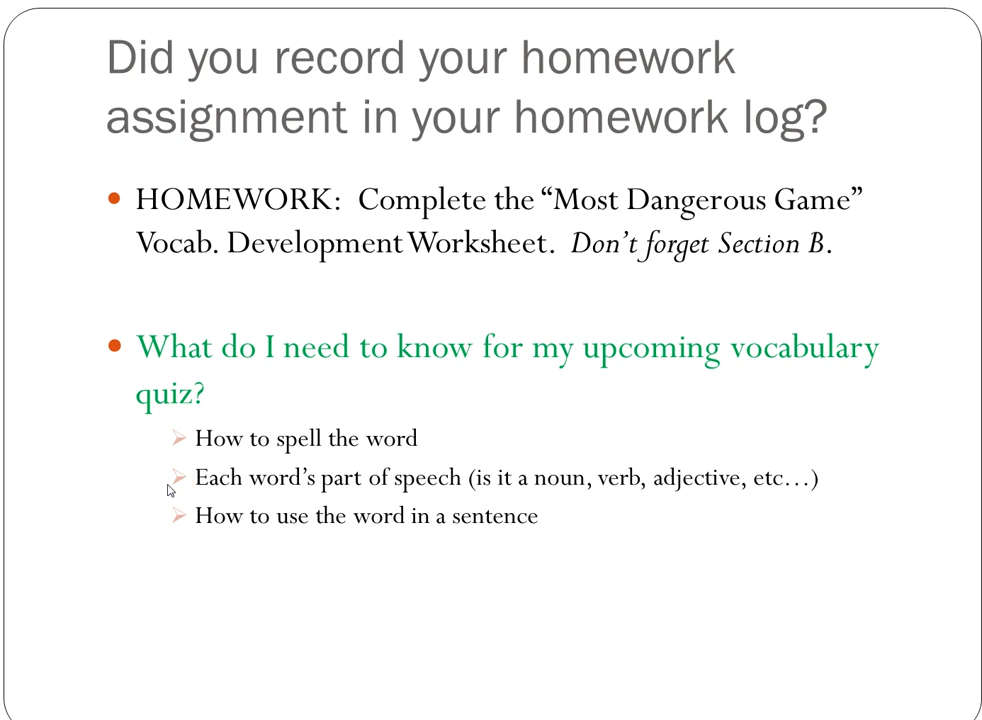 Did you record your homework
assignment in your homework log?
HOMEWORK:  Complete the “Most Dangerous Game”
Vocab. Development Worksheet.  Don’t forget Section B.
What do I need to know for my upcoming vocabulary
quiz?
How to spell the word
Each word’s part of speech (is it a noun, verb, adjective, etc…)
How to use the word in a sentence